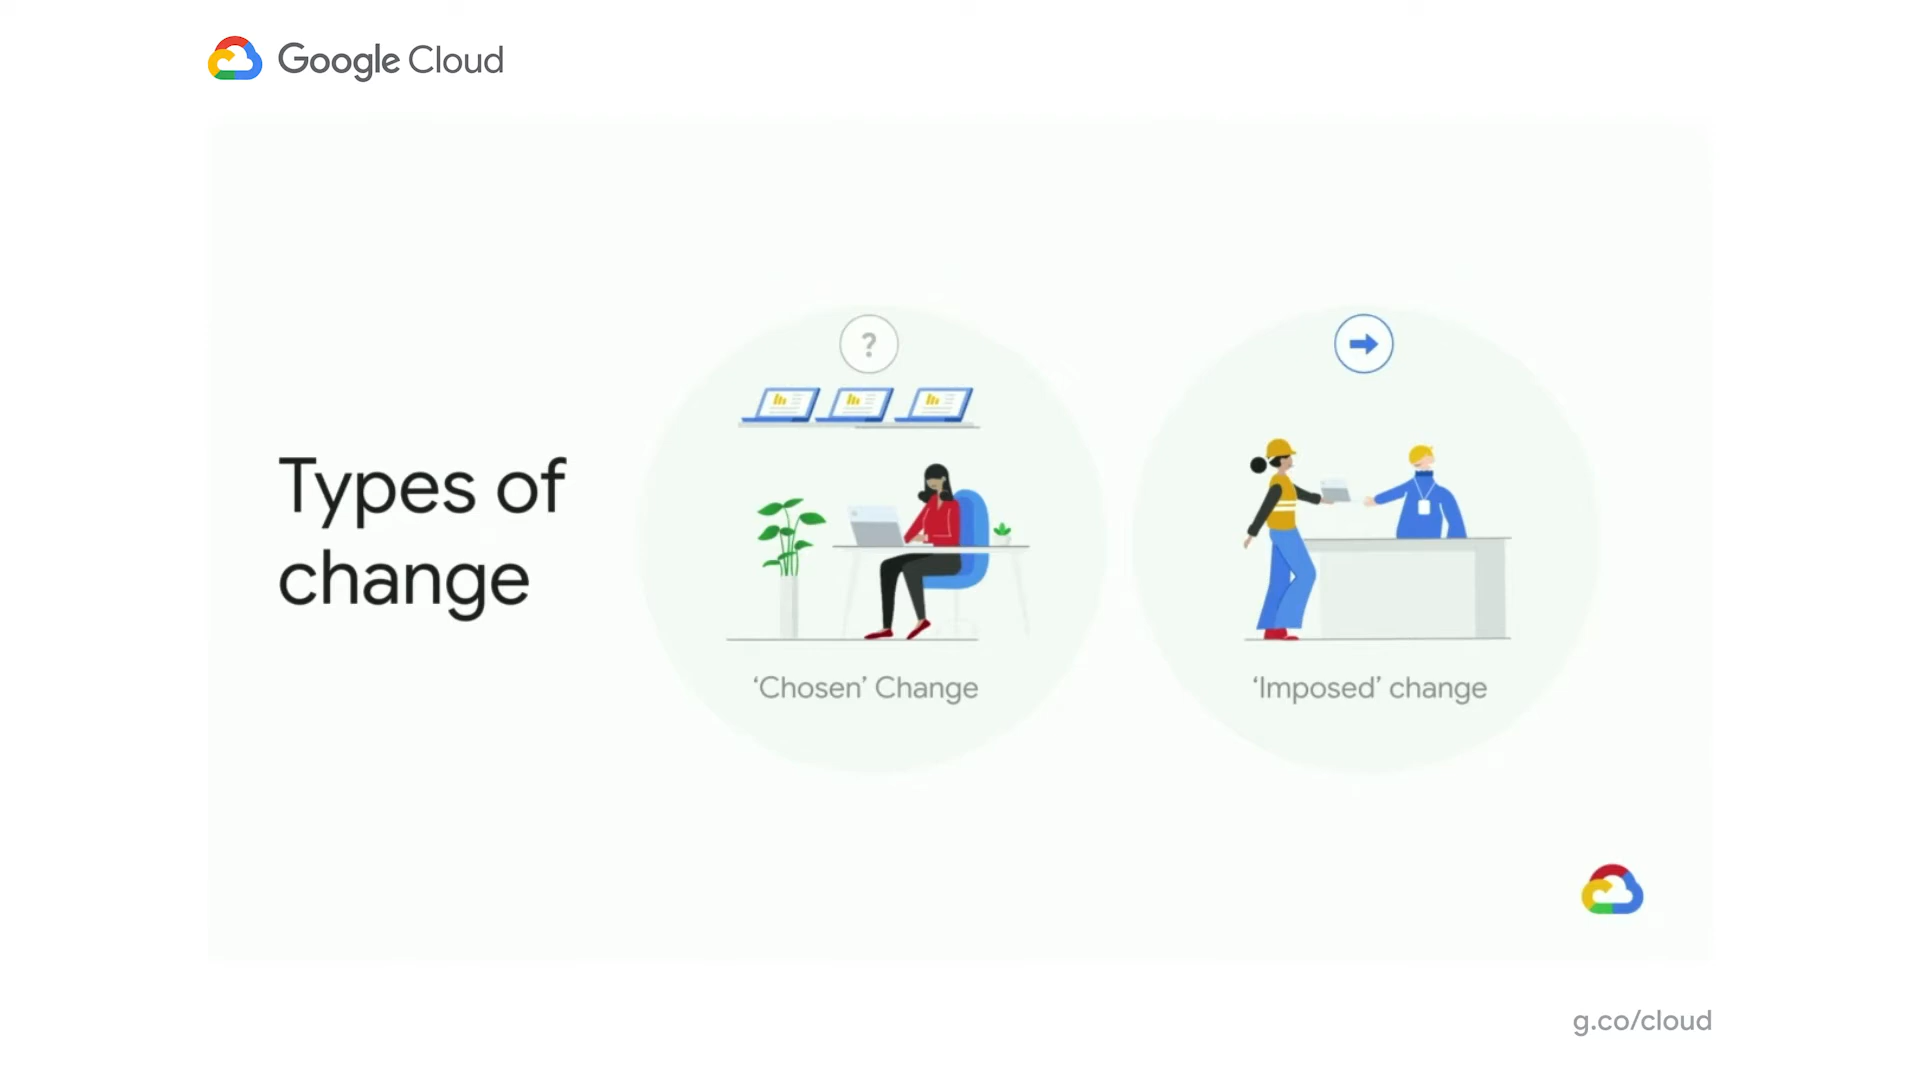 Google Cloud
Types of
change
?
‘Chosen’ Change
‘Imposed’ change
g.co/cloud